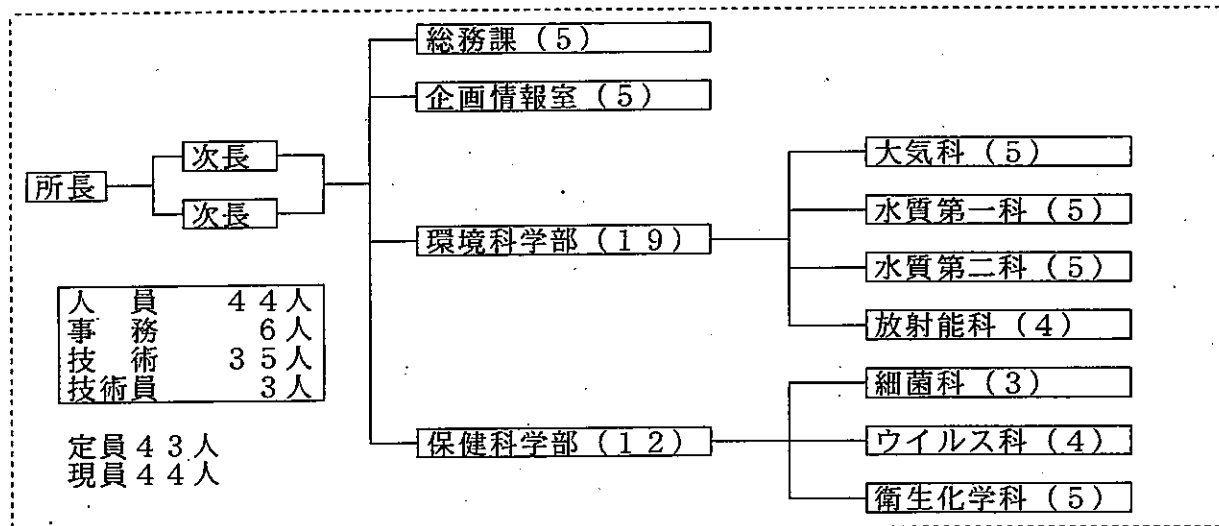 総務課（５）
企画情報室（５）
所長
次長
次長
環境科学部（１９）
大気科（５）
水質第一科（５）
水質第二科（５）
放射能科（４）
保健科学部（１２）
細菌科（３）
ウイルス科（４）
衛生化学科（５）
人　員　４４人
事　務　６人
技　術　３５人
技術員　３人
定員４３人
現員４４人